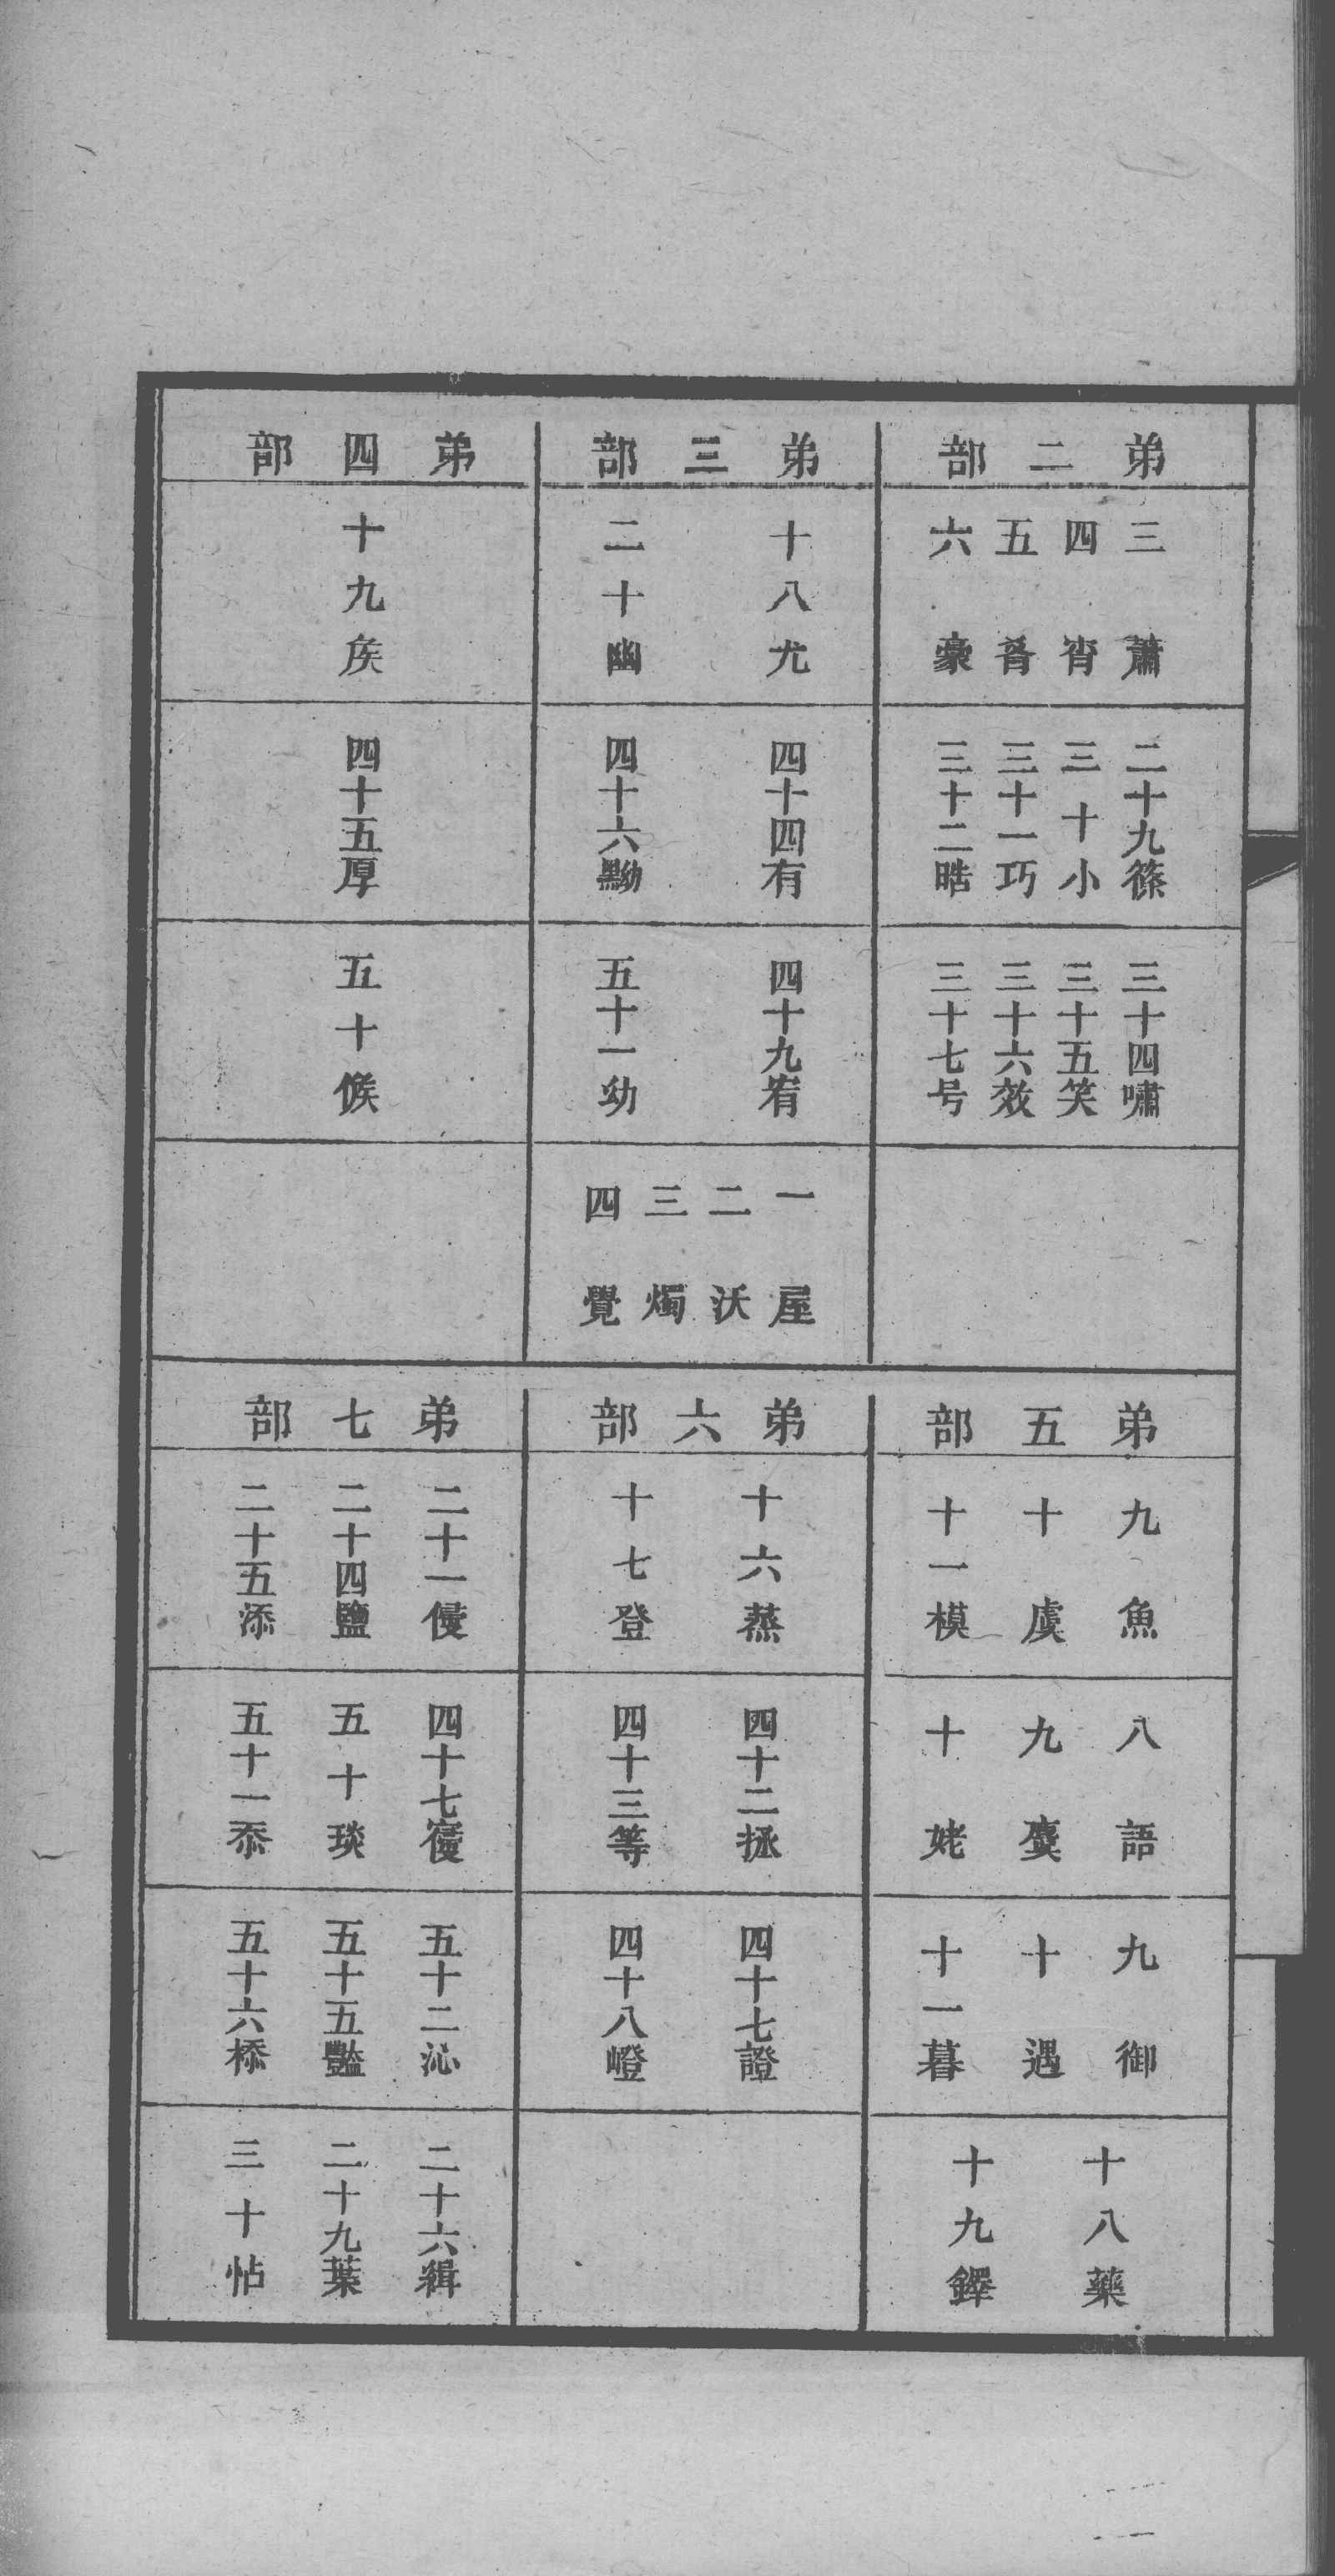 弟二部
三蕭
四宵
五肴
六豪
二十九篠
三十小
三十一巧
三十二晧
三十四嘯
三十五笑
三十六效
三十七号
弟三部
十八尤
二十幽
四十四有
四十六黝
四十九宥
五十一幼
一屋
二沃
三燭
四覺
弟四部
十九矦
四十五厚
五十候
弟五部
九魚
十虞
十一模
八語
九麌
十姥
九御
十遇
十一暮
十八藥
十九鐸
弟六部
十六蒸
十七登
四十二拯
四十三等
四十七證
四十八嶝
弟七部
二十一侵
二十四鹽
二十五添
四十七寑
五十琰
五十一忝
五十二沁
五十五豔
五十六㮇
二十六緝
二十九葉
三十怗